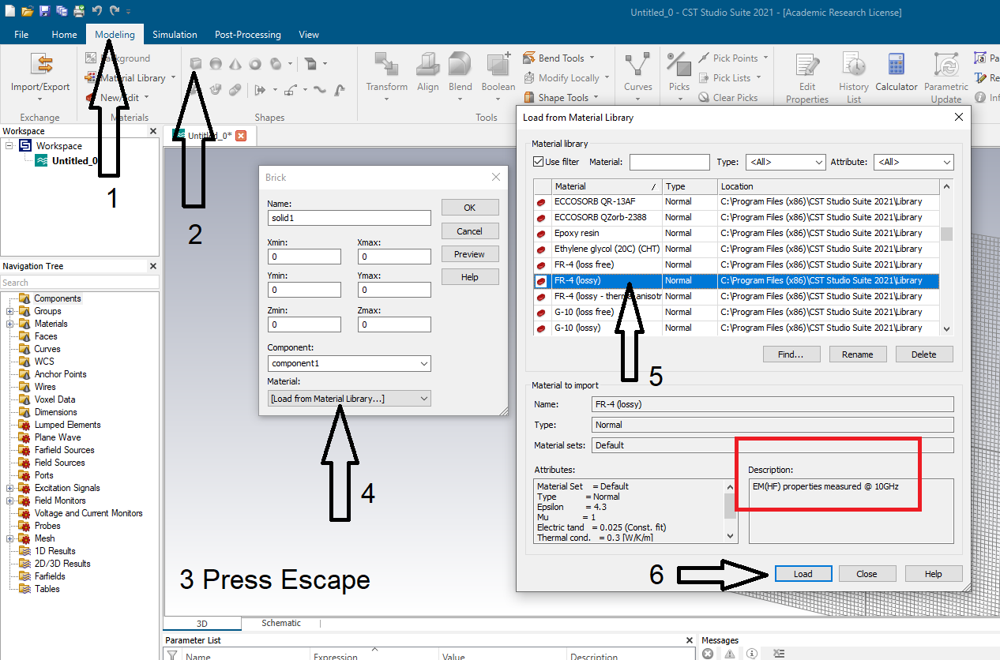 Untitled_0 - CST Studio Suite 2021 - [Academic Research License]
File Home Modeling Simulation Post-Processing View
Background
Material Library
New/Edit
Import/Export
Exchange
Materials
Shapes
Transform Align Blend Boolean
Bend Tools
Modify Locally
Shape Tools
Tools
Curves
Picks
Pick Points
Pick Lists
Clear Picks
Edit Properties
History List
Calculator
Parametric Update
1
2
Workspace
Workspace
Untitled_0
Untitled_0*
Navigation Tree
Search
Components
Groups
Materials
Faces
Curves
WCS
Anchor Points
Wires
Voxel Data
Dimensions
Lumped Elements
Plane Wave
Farfield Sources
Field Sources
Ports
Excitation Signals
Field Monitors
Voltage and Current Monitors
Probes
Mesh
1D Results
2D/3D Results
Farfields
Tables
Brick
Name:
solid1
OK
Cancel
Preview
Help
Xmin: Xmax:
0 0
Ymin: Ymax:
0 0
Zmin: Zmax:
0 0
Component:
component1
Material:
[Load from Material Library...]
4
3 Press Escape
Load from Material Library
Material library
Use filter Material: Type: <All> Attribute: <All>
Material / Type Location
ECCOSORB QR-13AF Normal C:\Program Files (x86)\CST Studio Suite 2021\Library
ECCOSORB QZorb-2388 Normal C:\Program Files (x86)\CST Studio Suite 2021\Library
Epoxy resin Normal C:\Program Files (x86)\CST Studio Suite 2021\Library
Ethylene glycol (20C) (CHT) Normal C:\Program Files (x86)\CST Studio Suite 2021\Library
FR-4 (loss free) Normal C:\Program Files (x86)\CST Studio Suite 2021\Library
FR-4 (lossy) Normal C:\Program Files (x86)\CST Studio Suite 2021\Library
FR-4 (lossy - thermal anisotr Normal C:\Program Files (x86)\CST Studio Suite 2021\Library
G-10 (loss free) Normal C:\Program Files (x86)\CST Studio Suite 2021\Library
G-10 (lossy) Normal C:\Program Files (x86)\CST Studio Suite 2021\Library
5
Find... Rename Delete
Material to import
Name: FR-4 (lossy)
Type: Normal
Material sets: Default
Attributes:
Material Set = Default
Type = Normal
Epsilon = 4.3
Mu = 1
Electric tand = 0.025 (Const. fit)
Thermal cond. = 0.3 [W/K/m]
Description:
EM(HF) properties measured @ 10GHz
6
Load Close Help
3D Schematic
Parameter List
Name Expression Value Description
Messages